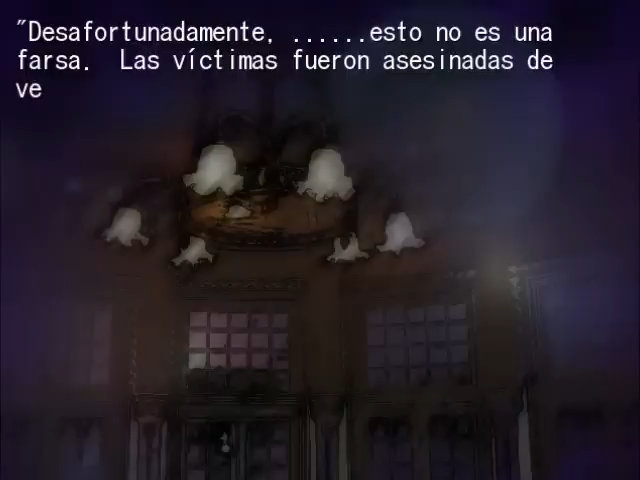 "Desafortunadamente, ......esto no es una
farsa.  Las víctimas fueron asesinadas de
ve